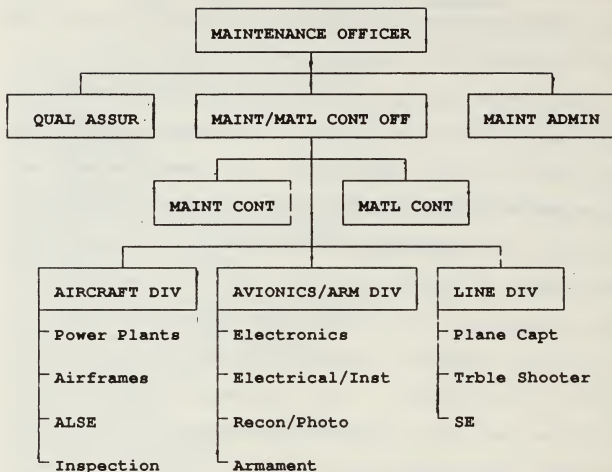 MAINTENANCE OFFICER
QUAL ASSUR
MAINT/MATL CONT OFF
MAINT ADMIN
MAINT CONT
MATL CONT
AIRCRAFT DIV
AVIONICS/ARM DIV
LINE DIV
Power Plants
Electronics
Plane Capt
Airframes
Electrical/Inst
Trble Shooter
ALSE
Recon/Photo
SE
Inspection
Armament